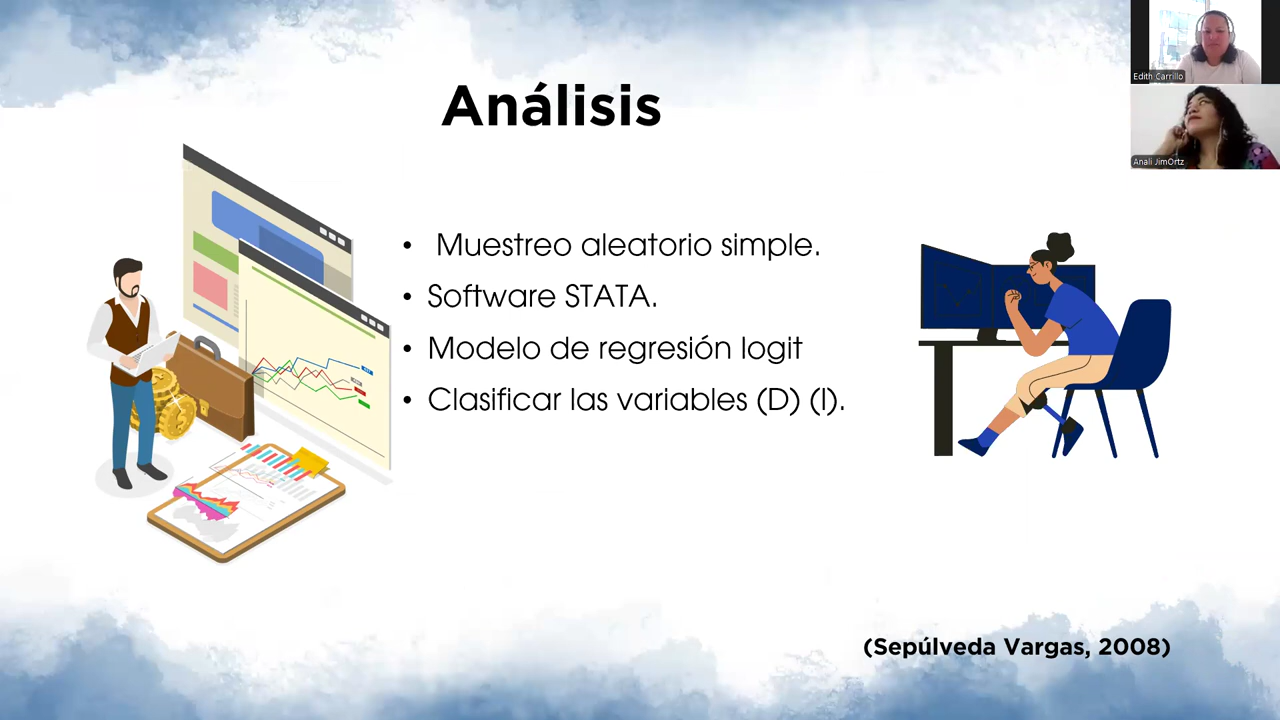 Análisis
• Muestreo aleatorio simple.
• Software STATA.
• Modelo de regresión logit
• Clasificar las variables (D) (I).
(Sepúlveda Vargas, 2008)
Edith Carrillo
Anali JimOrtz